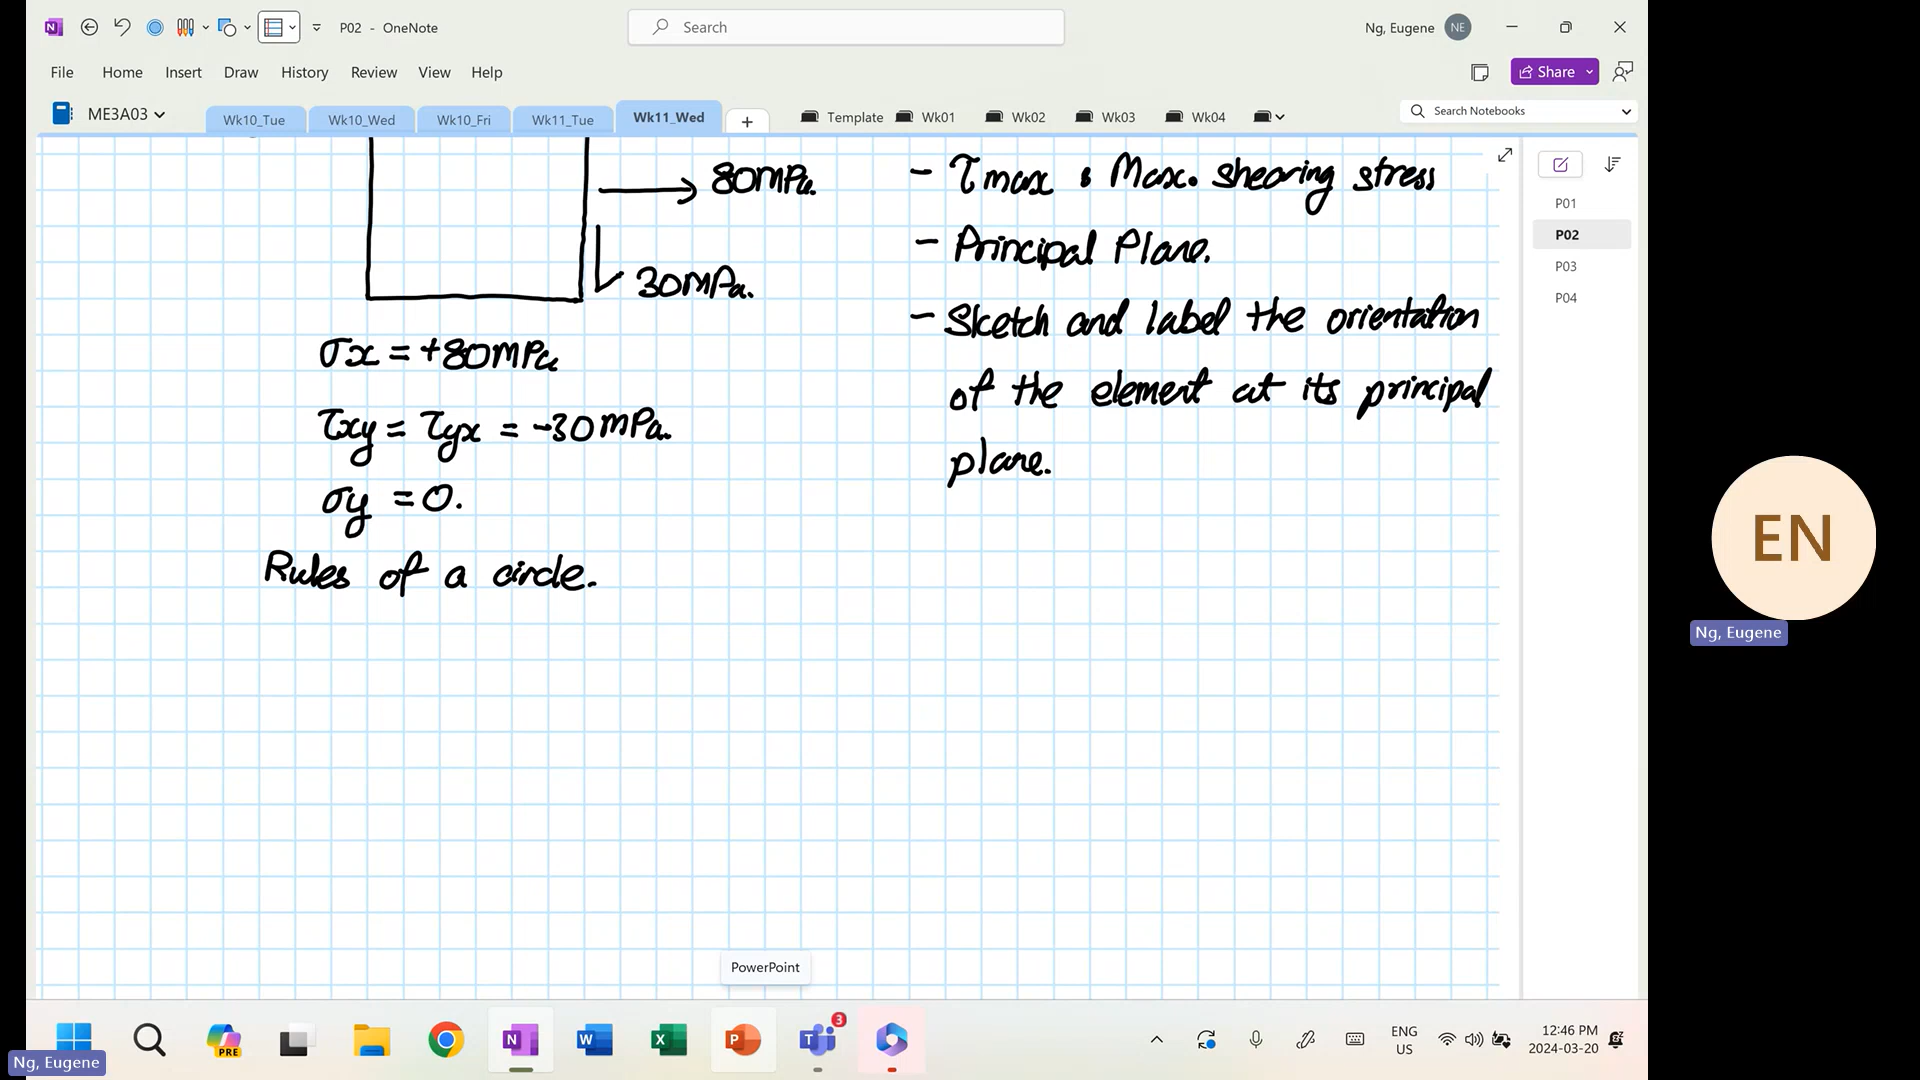 P02 - OneNote
Search
Ng, Eugene
NE
File
Home
Insert
Draw
History
Review
View
Help
Share
ME3A03
Wk10_Tue
Wk10_Wed
Wk10_Fri
Wk11_Tue
Wk11_Wed
+
Template
Wk01
Wk02
Wk03
Wk04
Search Notebooks
80MPa.
30MPa.
σx = +80MPa
τxy = τyx = -30MPa.
σy = 0.
Rules of a circle.
- τmax : Max. shearing stress
- Principal Plane.
- Sketch and label the orientation
of the element at its principal
plane.
P01
P02
P03
P04
EN
Ng, Eugene
PowerPoint
PRE
N
W
X
P
T
3
ENG
US
12:46 PM
2024-03-20
Ng, Eugene